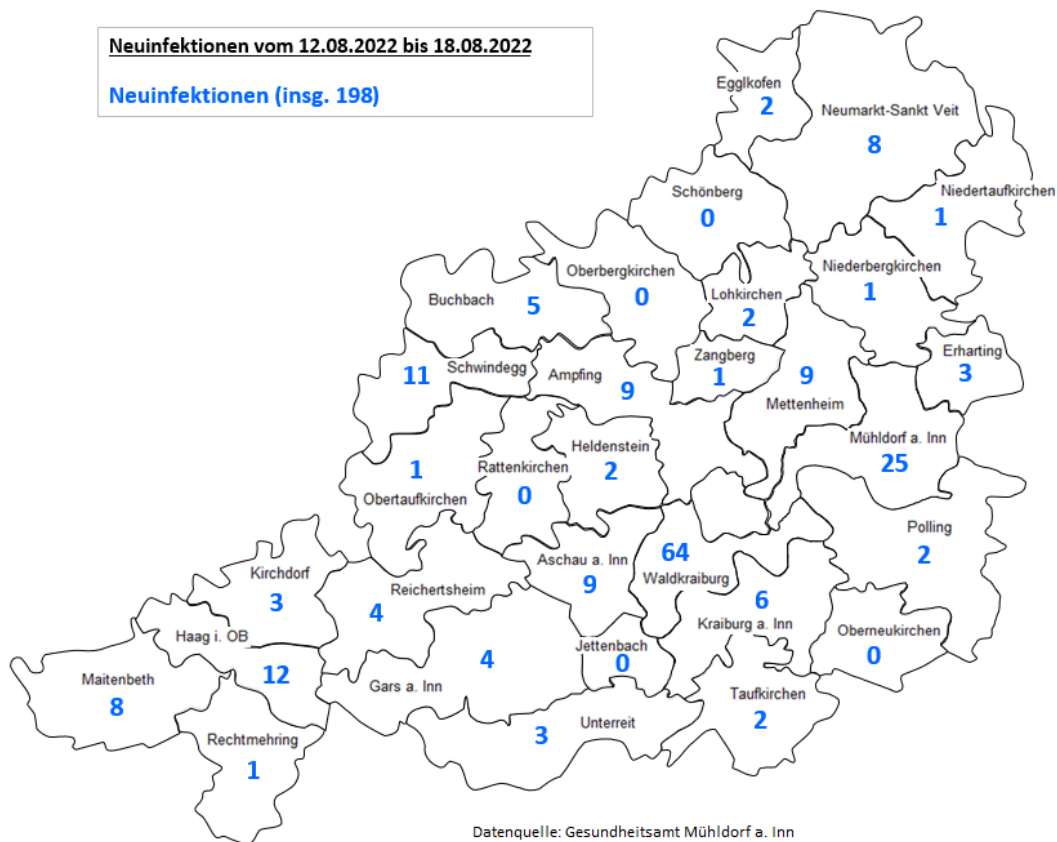 Neuinfektionen vom 12.08.2022 bis 18.08.2022
Neuinfektionen (insg. 198)
Egglkofen
2
Neumarkt-Sankt Veit
8
Schönberg
0
Niedertaufkirchen
1
Oberbergkirchen
0
Lohkirchen
2
Niederbergkirchen
1
Buchbach
5
Schwindegg
11
Ampfing
9
Zangberg
1
9
Mettenheim
Erharting
3
Mühldorf a. Inn
25
1
Obertaufkirchen
Rattenkirchen
0
Heldenstein
2
Polling
2
Kirchdorf
3
Reichertsheim
4
Aschau a. Inn
9
64
Waldkraiburg
6
Kraiburg a. Inn
Oberneukirchen
0
Haag i. OB
12
Maitenbeth
8
Gars a. Inn
4
Jettenbach
0
Taufkirchen
2
Unterreit
3
Rechtmehring
1
Datenquelle: Gesundheitsamt Mühldorf a. Inn